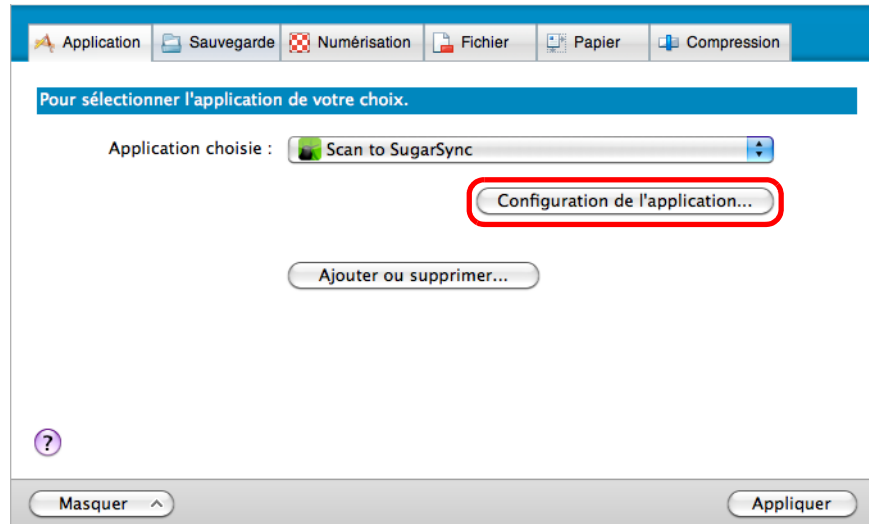 Application Sauvegarde Numérisation Fichier Papier Compression
Pour sélectionner l'application de votre choix.
Application choisie : Scan to SugarSync
Configuration de l'application...
Ajouter ou supprimer...
?
Masquer Appliquer